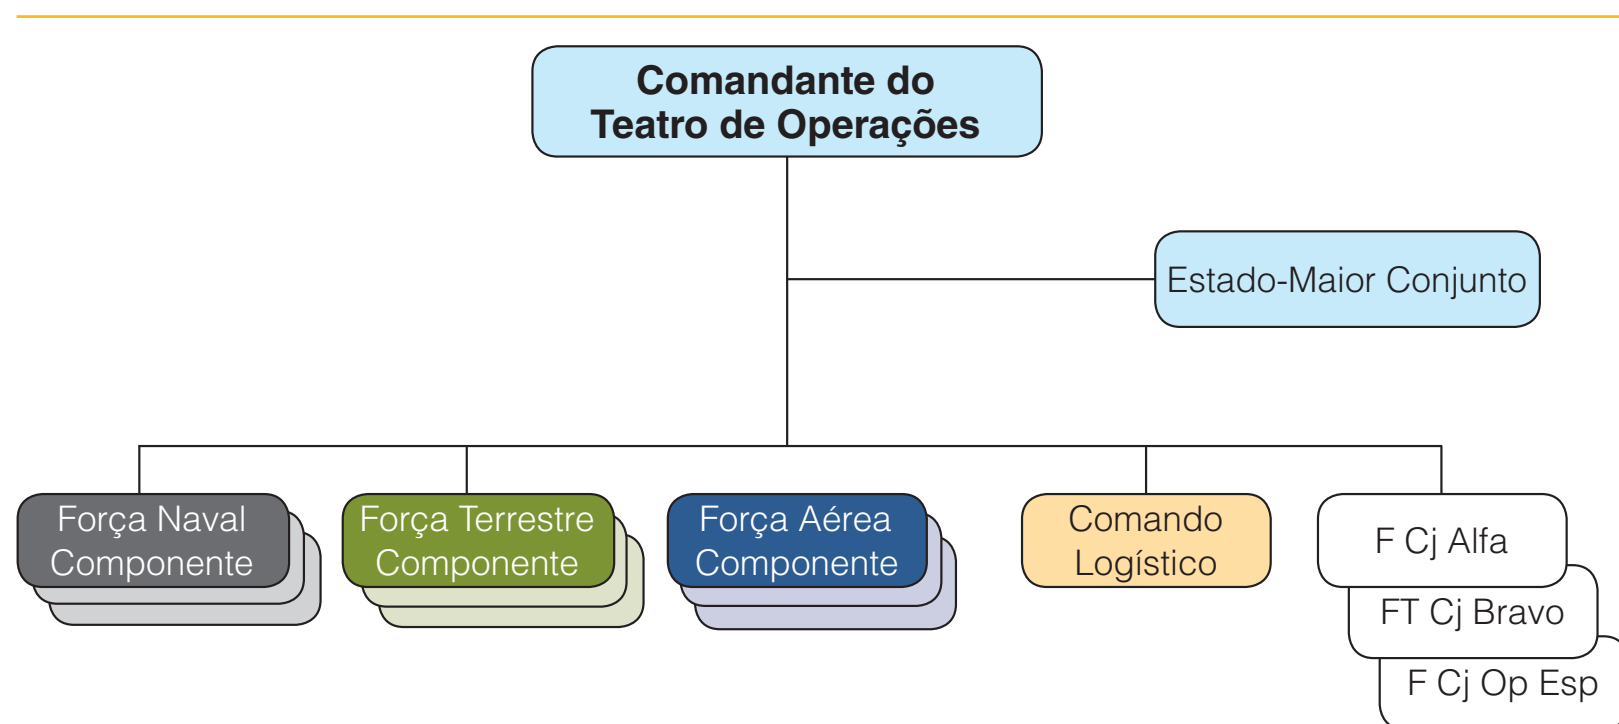 Comandante do
Teatro de Operações
Estado-Maior Conjunto
Força Naval
Componente
Força Terrestre
Componente
Força Aérea
Componente
Comando
Logístico
F Cj Alfa
FT Cj Bravo
F Cj Op Esp